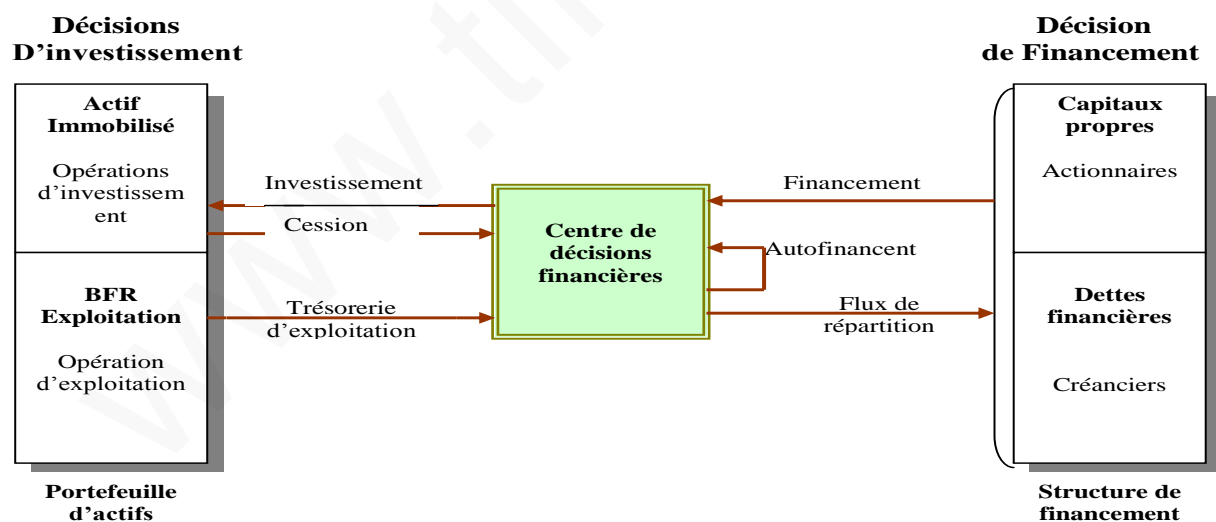 Décisions
D'investissement
Décision
de Financement
Actif
Immobilisé
Opérations
d'investissem
ent
BFR
Exploitation
Opération
d'exploitation
Portefeuille
d'actifs
Investissement
Cession
Trésorerie
d'exploitation
Centre de
décisions
financières
Financement
Autofinancent
Flux de
répartition
Capitaux
propres
Actionnaires
Dettes
financières
Créanciers
Structure de
financement